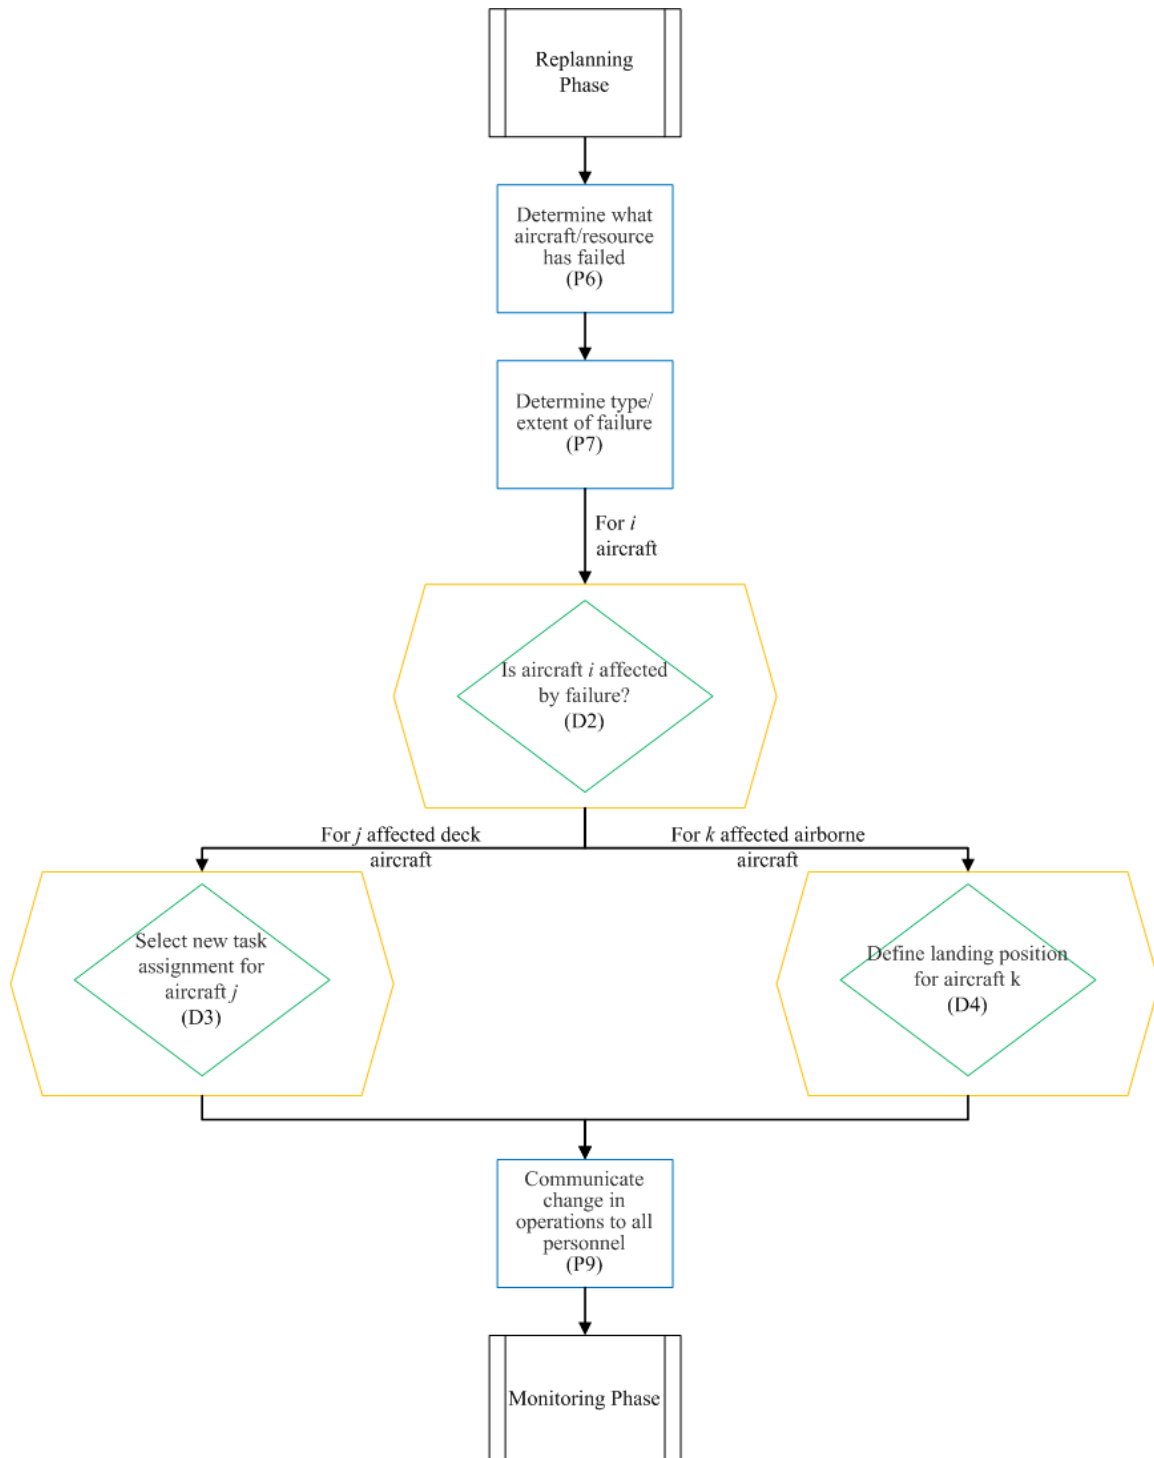 Replanning
Phase
Determine what
aircraft/resource
has failed
(P6)
Determine type/
extent of failure
(P7)
For i
aircraft
Is aircraft i affected
by failure?
(D2)
For j affected deck
aircraft
For k affected airborne
aircraft
Select new task
assignment for
aircraft j
(D3)
Define landing position
for aircraft k
(D4)
Communicate
change in
operations to all
personnel
(P9)
Monitoring Phase